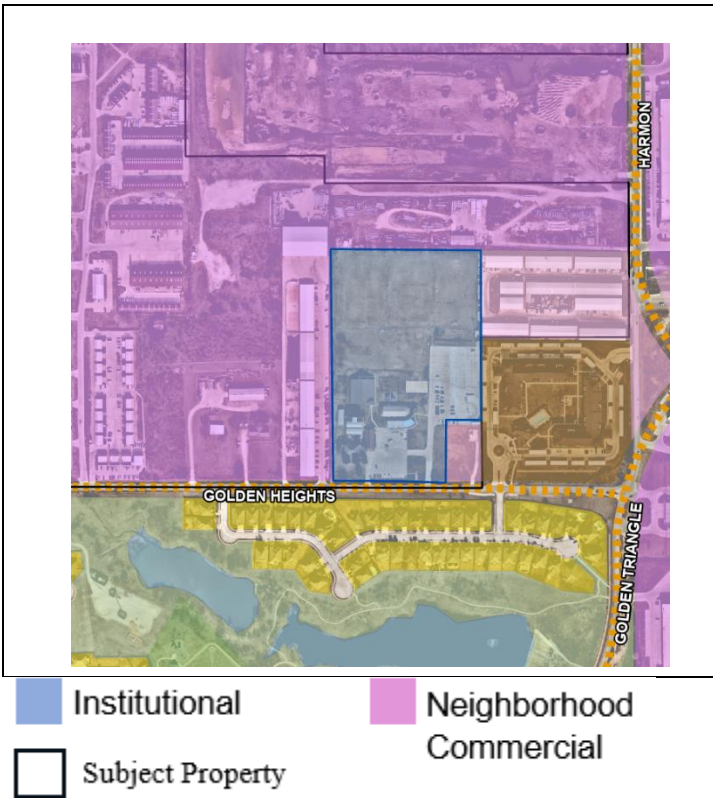 HARMON
GOLDEN HEIGHTS
GOLDEN TRIANGLE
Institutional
Neighborhood
Commercial
Subject Property